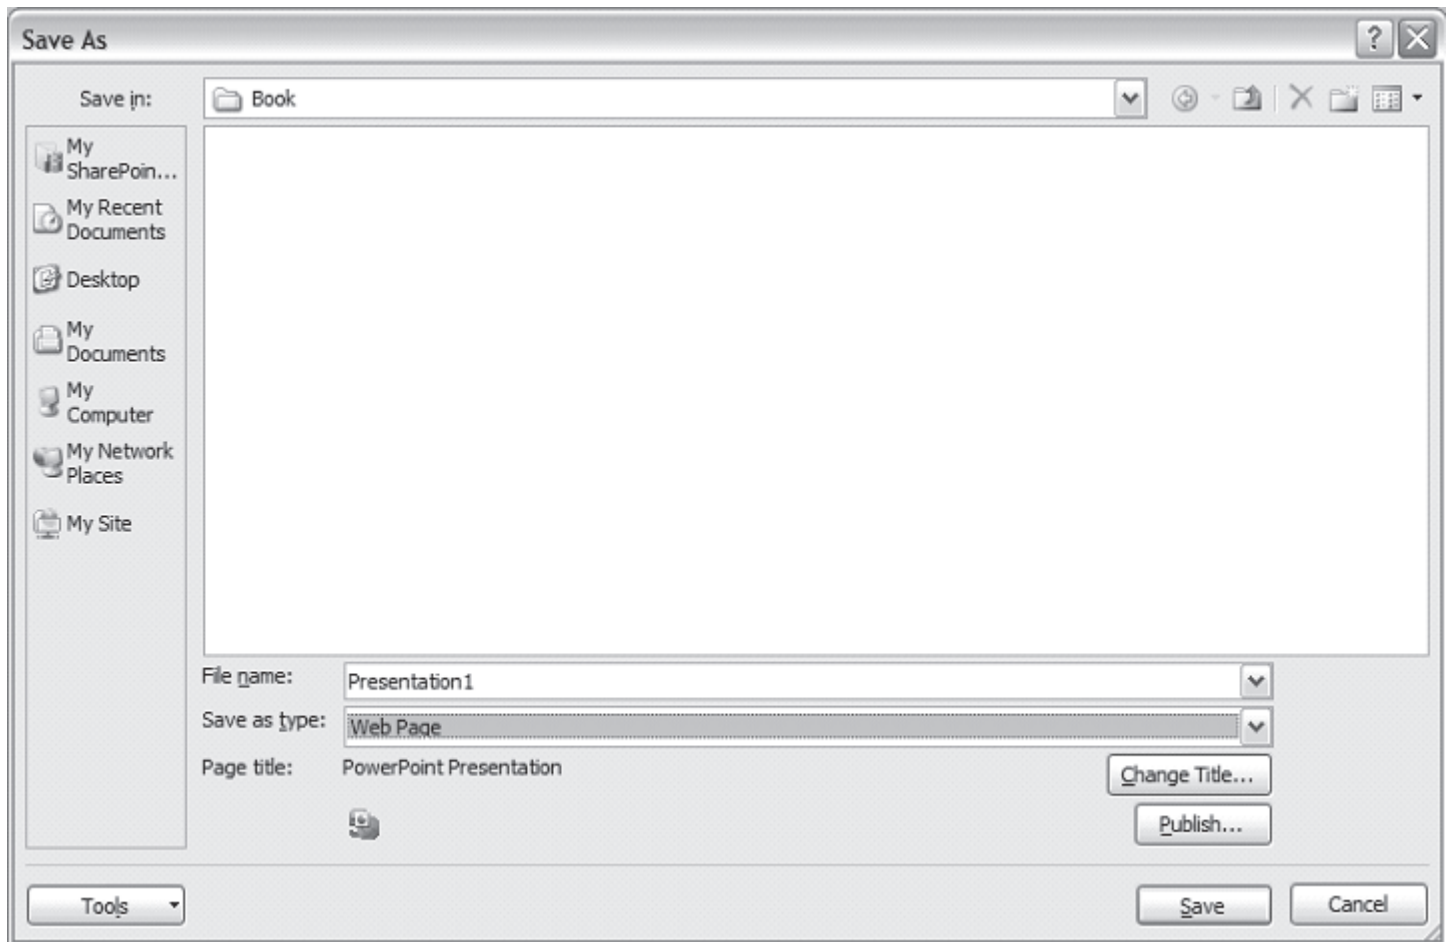 Save As
?
Save in:
Book
My
SharePoin...
My Recent
Documents
Desktop
My
Documents
My
Computer
My Network
Places
My Site
File name:
Presentation1
Save as type:
Web Page
Page title:
PowerPoint Presentation
Change Title...
Publish...
Tools
Save
Cancel